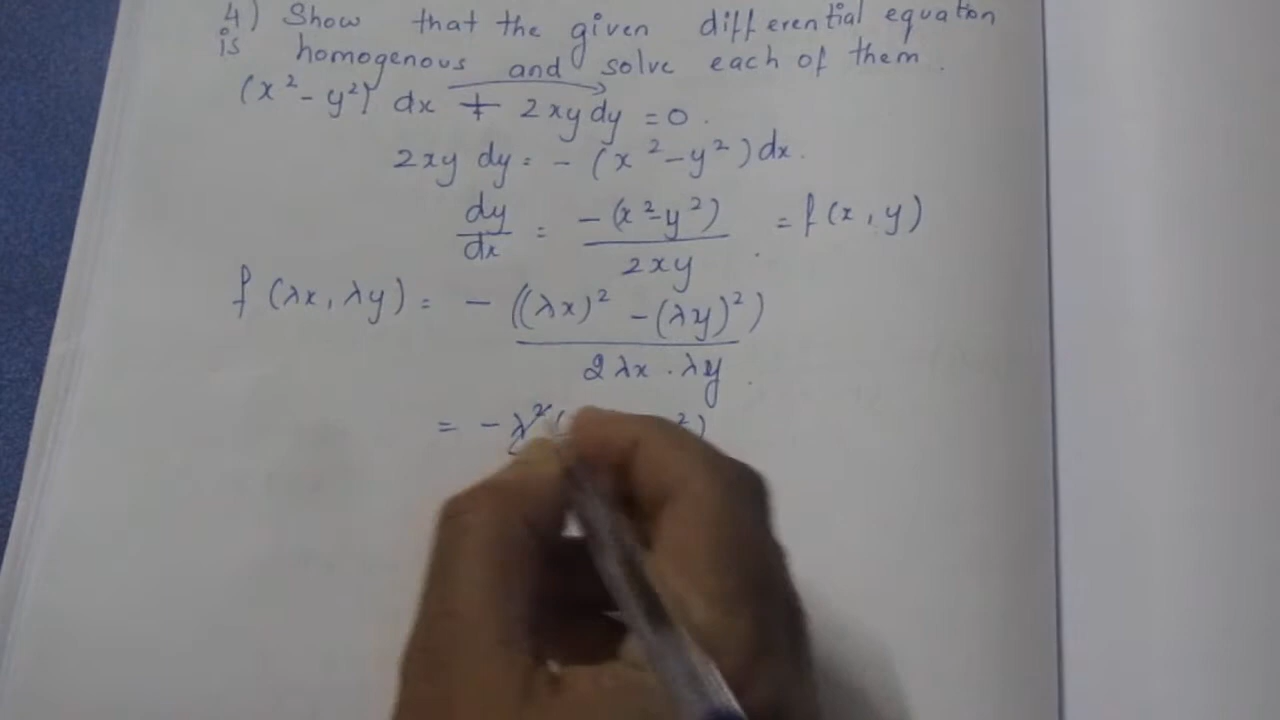 4) Show that the given differential equation
is homogenous and solve each of them.
(x²-y²) dx + 2xy dy = 0.
2xy dy = - (x²-y²) dx.
dy/dx = -(x²-y²)/2xy = f(x, y)
f(λx, λy) = - ((λx)² - (λy)²)/2λx . λy
= - λ² ( ²)